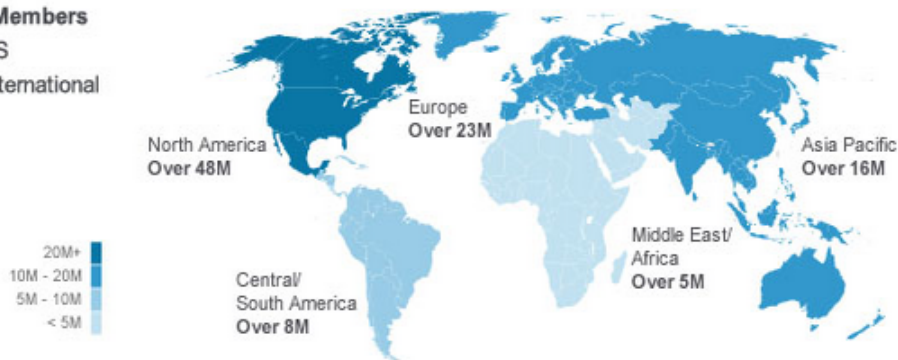 Members
S
ternational
North America
Over 48M
Europe
Over 23M
Asia Pacific
Over 16M
Middle East/
Africa
Over 5M
Central/
South America
Over 8M
20M+
10M - 20M
5M - 10M
< 5M